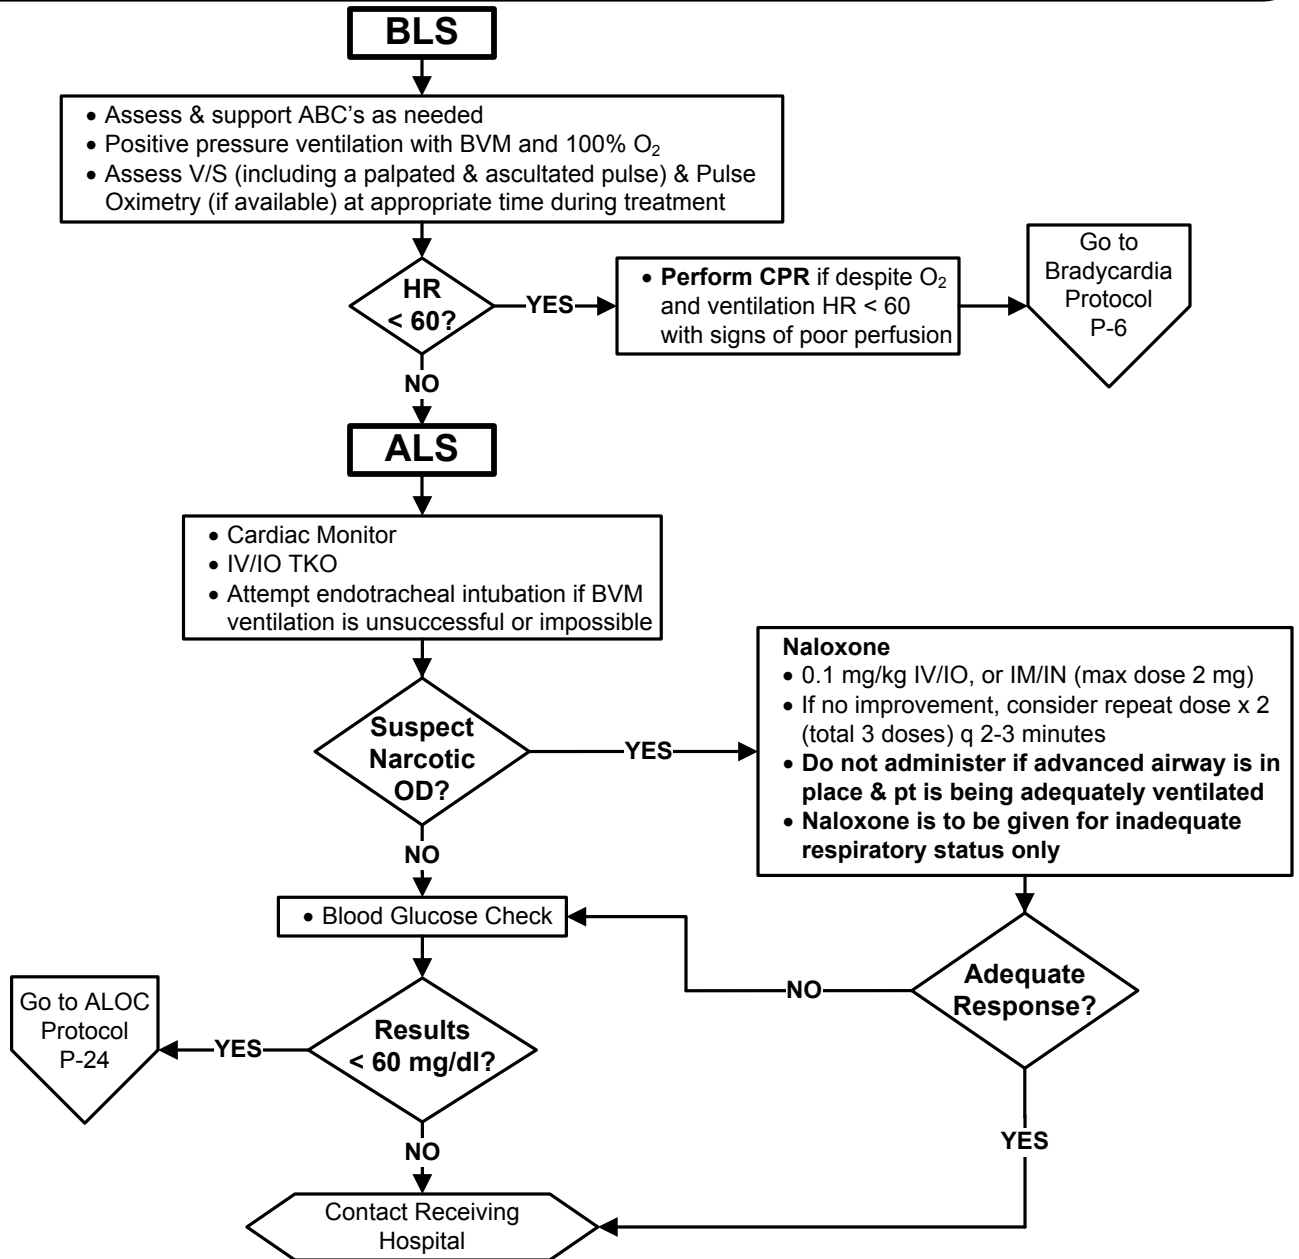 BLS
• Assess & support ABC's as needed
• Positive pressure ventilation with BVM and 100% O₂
• Assess V/S (including a palpated & ascultated pulse) & Pulse
Oximetry (if available) at appropriate time during treatment
HR
< 60?
YES
• Perform CPR if despite O₂
and ventilation HR < 60
with signs of poor perfusion
Go to
Bradycardia
Protocol
P-6
NO
ALS
• Cardiac Monitor
• IV/IO TKO
• Attempt endotracheal intubation if BVM
ventilation is unsuccessful or impossible
Suspect
Narcotic
OD?
YES
Naloxone
• 0.1 mg/kg IV/IO, or IM/IN (max dose 2 mg)
• If no improvement, consider repeat dose x 2
(total 3 doses) q 2-3 minutes
• Do not administer if advanced airway is in
place & pt is being adequately ventilated
• Naloxone is to be given for inadequate
respiratory status only
NO
• Blood Glucose Check
Adequate
Response?
NO
Results
< 60 mg/dl?
YES
Go to ALOC
Protocol
P-24
NO
YES
Contact Receiving
Hospital